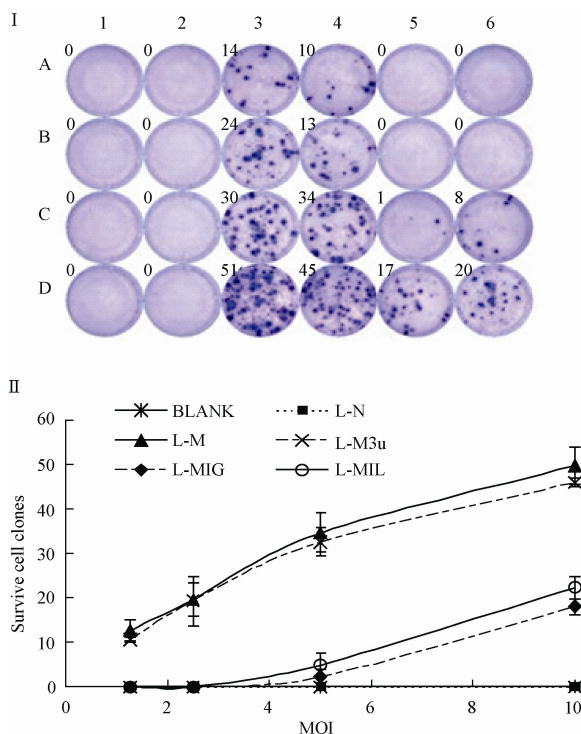 I
1 2 3 4 5 6
A 0 0 14 10 0 0
B 0 0 24 13 0 0
C 0 0 30 34 1 8
D 0 0 51 45 17 20
II
BLANK L-N
L-M L-M3u
L-MIG L-MIL
60
50
40
30
20
10
0
Survive cell clones
0 2 4 6 8 10
MOI